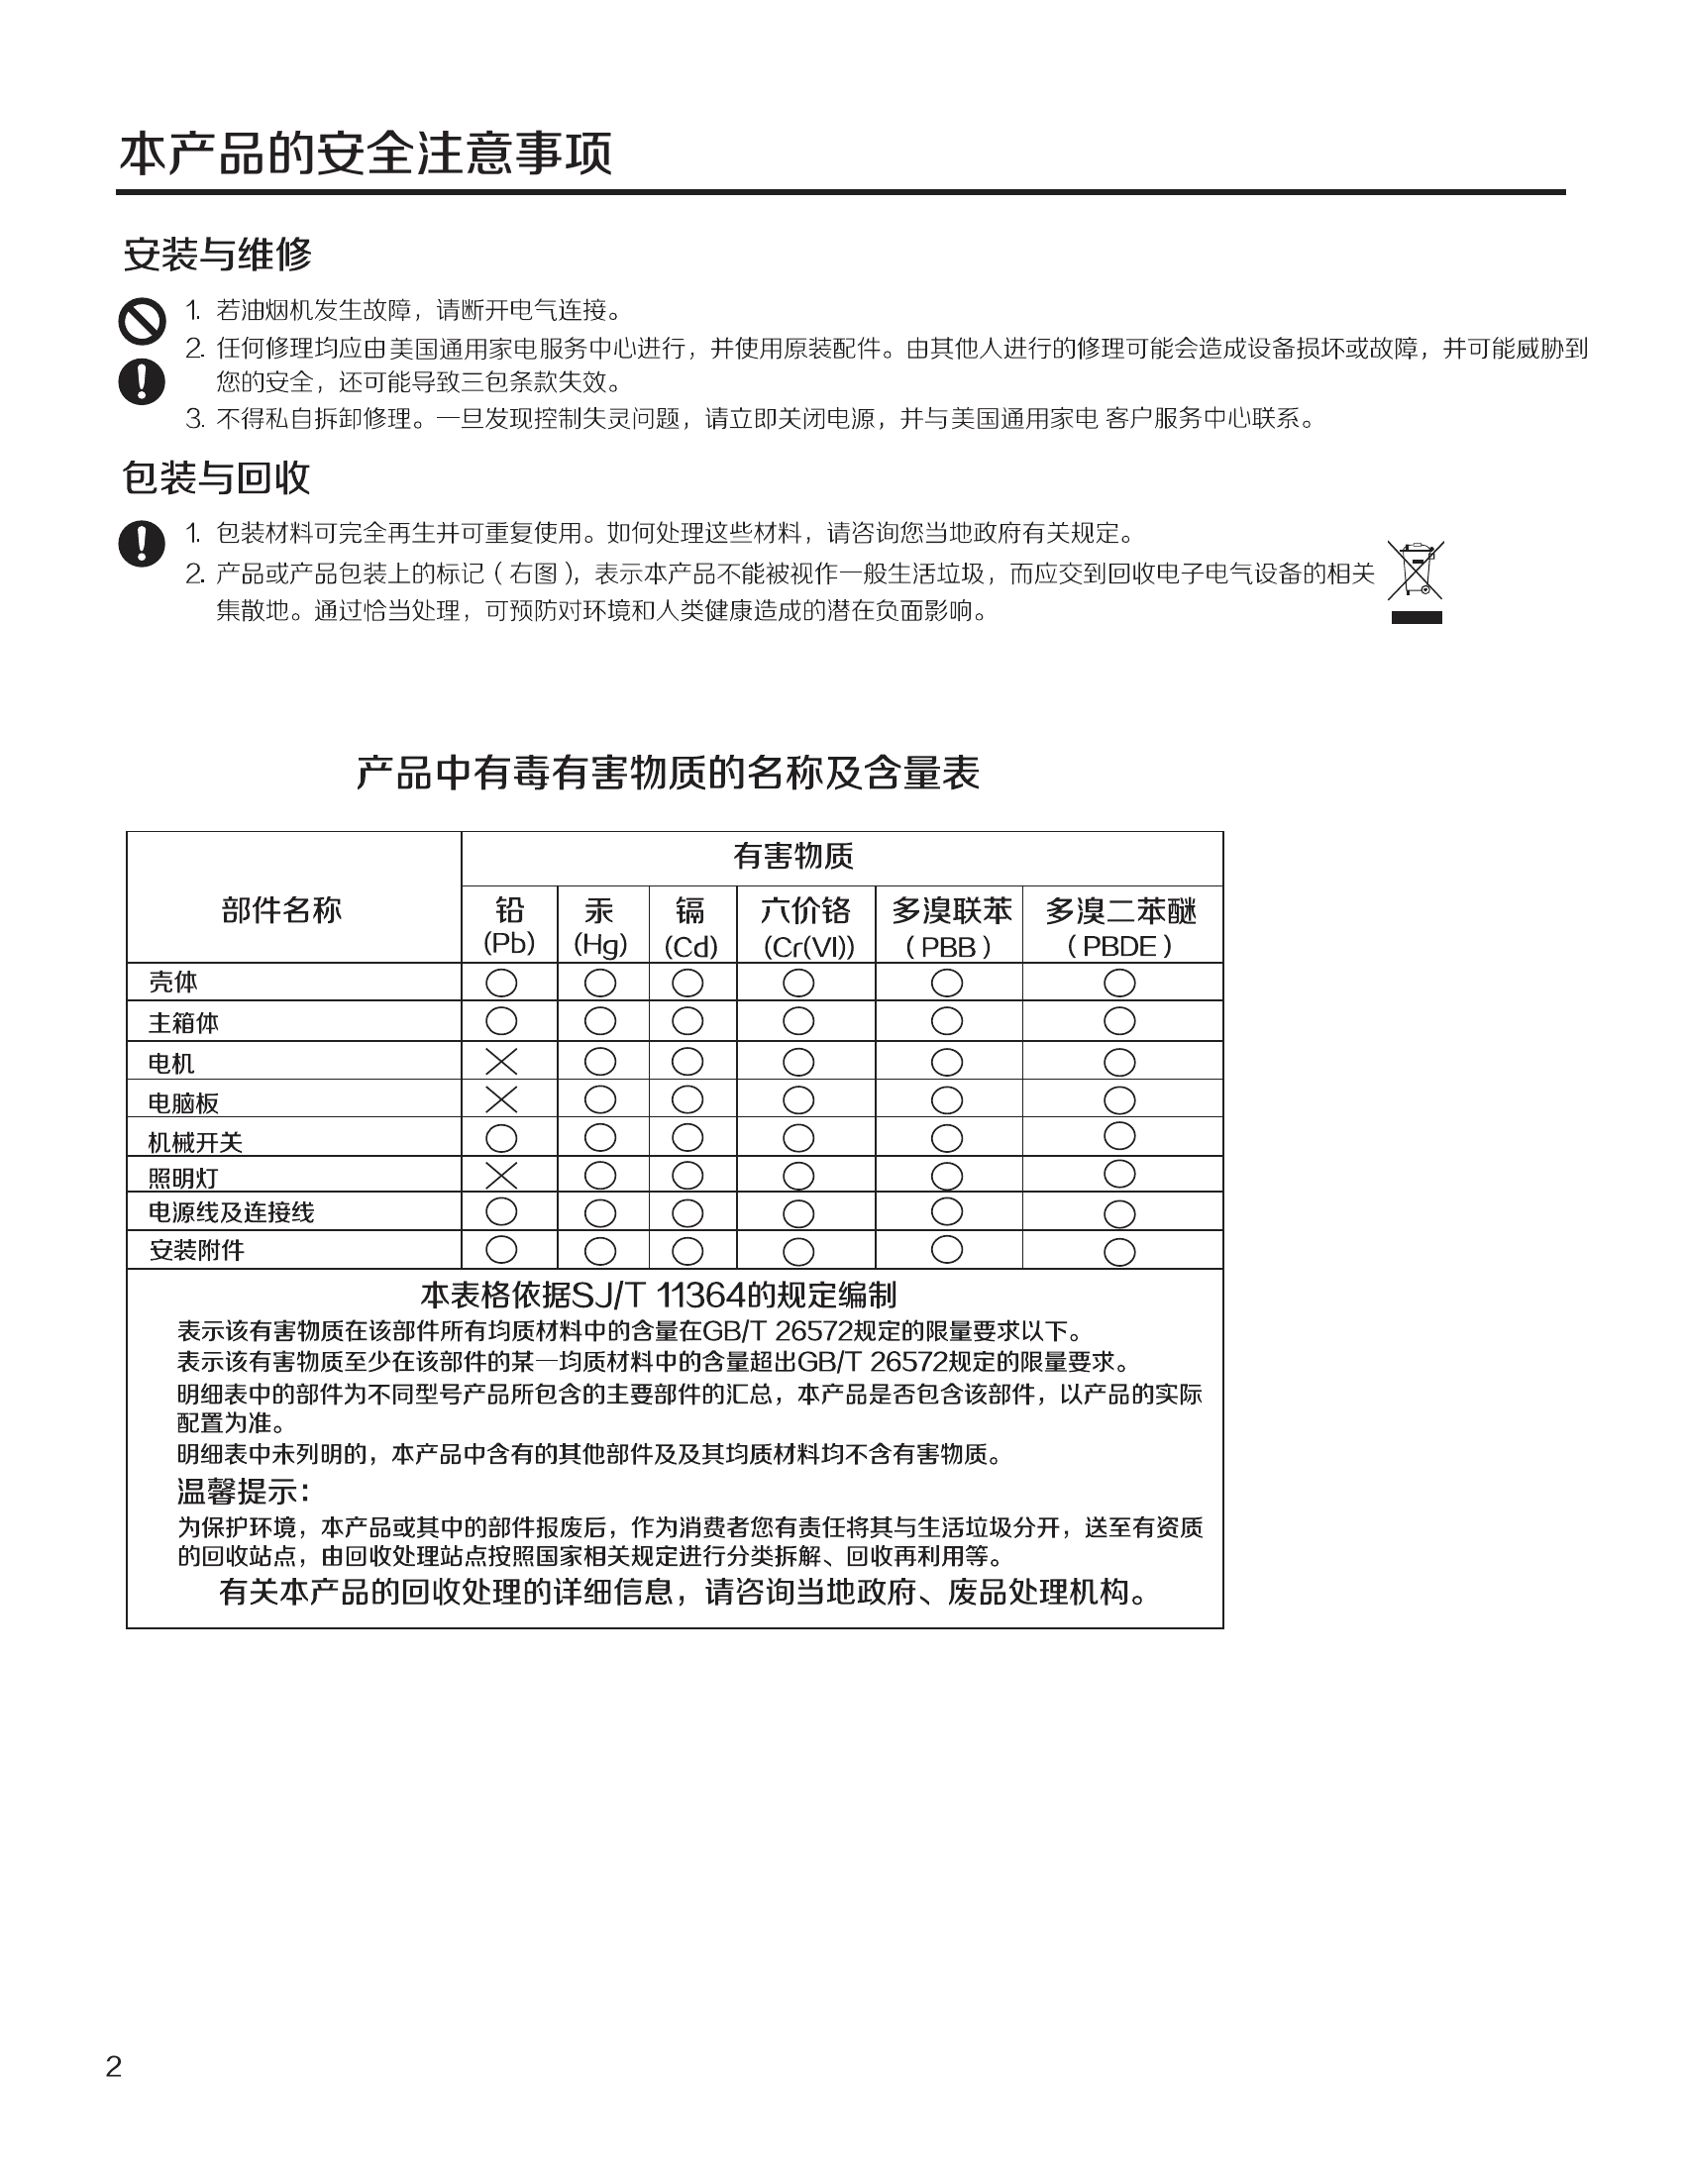 本产品的安全注意事项
安装与维修
1. 若油烟机发生故障，请断开电气连接。
2. 任何修理均应由美国通用家电服务中心进行，并使用原装配件。由其他人进行的修理可能会造成设备损坏或故障，并可能威胁到
您的安全，还可能导致三包条款失效。
3. 不得私自拆卸修理。一旦发现控制失灵问题，请立即关闭电源，并与美国通用家电 客户服务中心联系。
包装与回收
1. 包装材料可完全再生并可重复使用。如何处理这些材料，请咨询您当地政府有关规定。
2. 产品或产品包装上的标记（右图），表示本产品不能被视作一般生活垃圾，而应交到回收电子电气设备的相关
集散地。通过恰当处理，可预防对环境和人类健康造成的潜在负面影响。
产品中有毒有害物质的名称及含量表
有害物质
部件名称 铅 汞 镉 六价铬 多溴联苯 多溴二苯醚
(Pb) (Hg) (Cd) (Cr(VI)) （PBB） （PBDE）
壳体 ○ ○ ○ ○ ○ ○
主箱体 ○ ○ ○ ○ ○ ○
电机 × ○ ○ ○ ○ ○
电脑板 × ○ ○ ○ ○ ○
机械开关 ○ ○ ○ ○ ○ ○
照明灯 × ○ ○ ○ ○ ○
电源线及连接线 ○ ○ ○ ○ ○ ○
安装附件 ○ ○ ○ ○ ○ ○
本表格依据SJ/T 11364的规定编制
表示该有害物质在该部件所有均质材料中的含量在GB/T 26572规定的限量要求以下。
表示该有害物质至少在该部件的某一均质材料中的含量超出GB/T 26572规定的限量要求。
明细表中的部件为不同型号产品所包含的主要部件的汇总，本产品是否包含该部件，以产品的实际
配置为准。
明细表中未列明的，本产品中含有的其他部件及及其均质材料均不含有害物质。
温馨提示：
为保护环境，本产品或其中的部件报废后，作为消费者您有责任将其与生活垃圾分开，送至有资质
的回收站点，由回收处理站点按照国家相关规定进行分类拆解、回收再利用等。
有关本产品的回收处理的详细信息，请咨询当地政府、废品处理机构。
2